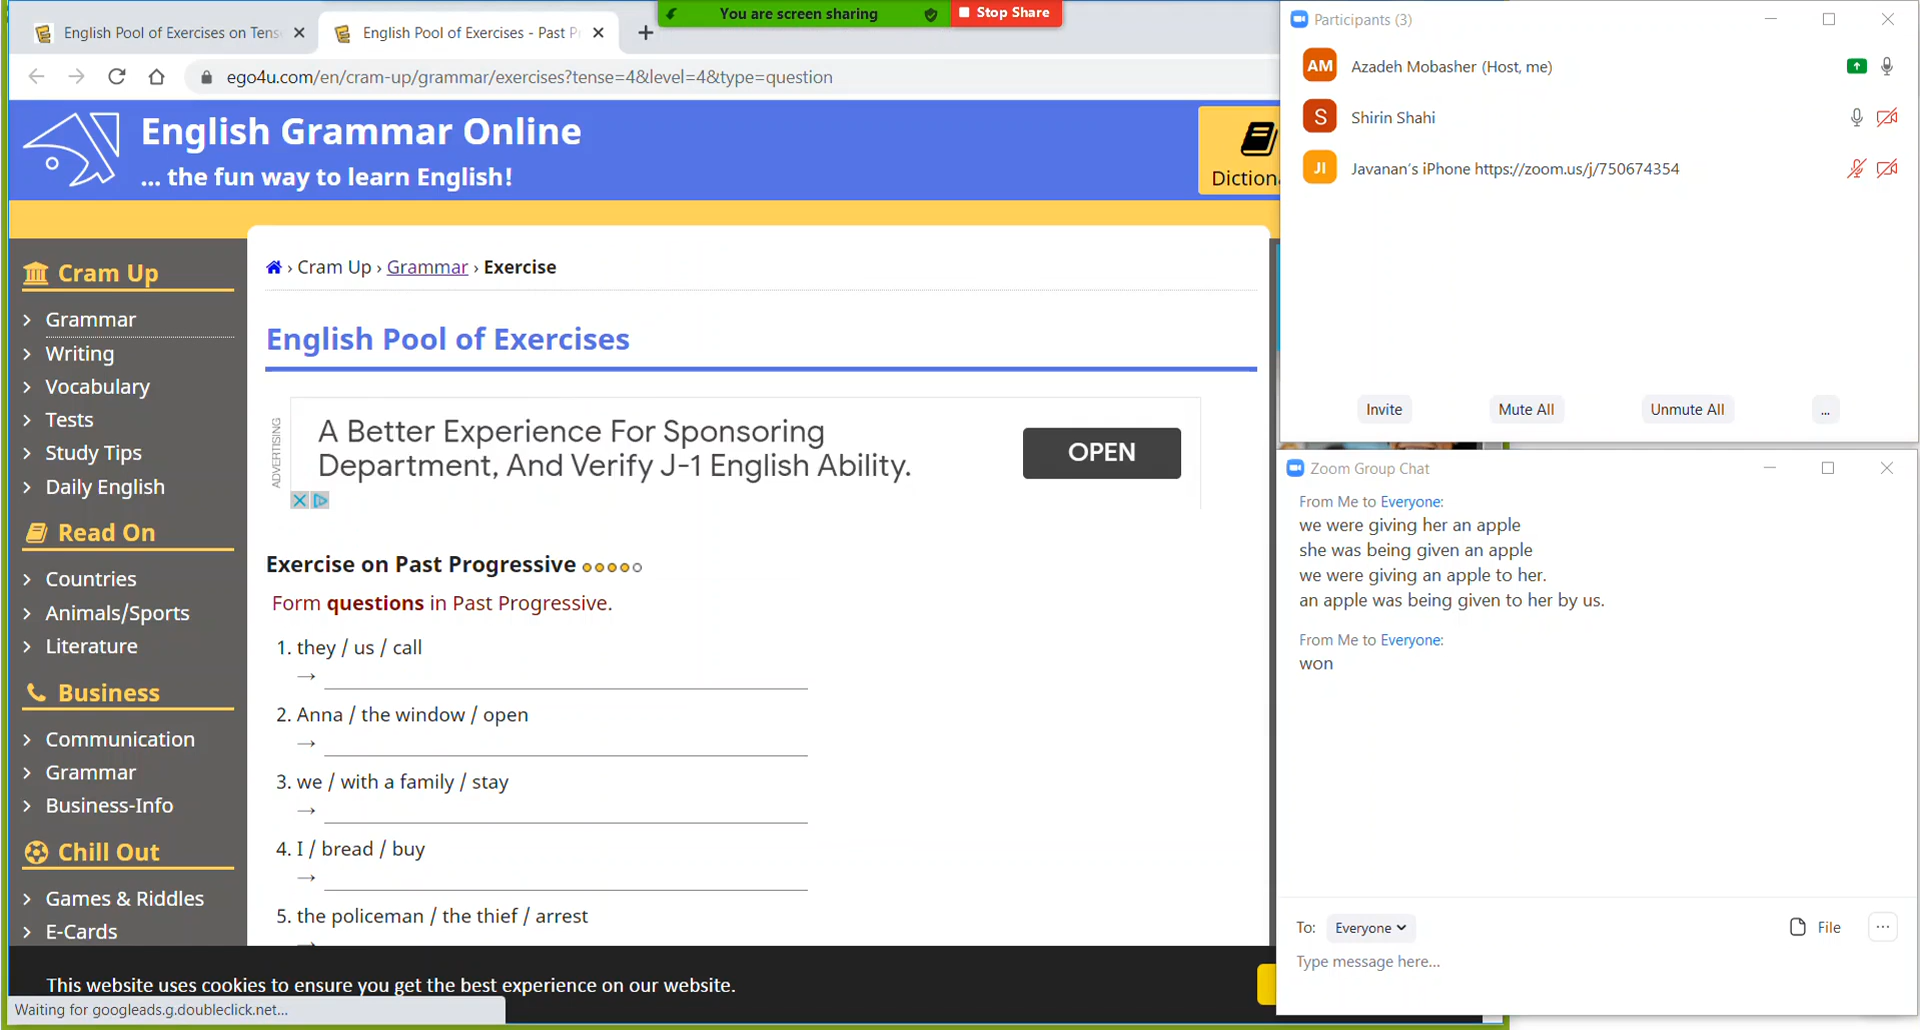 English Pool of Exercises on Tens
English Pool of Exercises - Past P
You are screen sharing
Stop Share
ego4u.com/en/cram-up/grammar/exercises?tense=4&level=4&type=question
English Grammar Online
... the fun way to learn English!
Diction
Cram Up
Grammar
Writing
Vocabulary
Tests
Study Tips
Daily English
Read On
Countries
Animals/Sports
Literature
Business
Communication
Grammar
Business-Info
Chill Out
Games & Riddles
E-Cards
› Cram Up › Grammar › Exercise
English Pool of Exercises
ADVERTISING
A Better Experience For Sponsoring
Department, And Verify J-1 English Ability.
OPEN
Exercise on Past Progressive
Form questions in Past Progressive.
1. they / us / call
→
2. Anna / the window / open
→
3. we / with a family / stay
→
4. I / bread / buy
→
5. the policeman / the thief / arrest
→
This website uses cookies to ensure you get the best experience on our website.
Waiting for googleads.g.doubleclick.net...
Participants (3)
AM Azadeh Mobasher (Host, me)
S Shirin Shahi
JI Javanan's iPhone https://zoom.us/j/750674354
Invite
Mute All
Unmute All
...
Zoom Group Chat
From Me to Everyone:
we were giving her an apple
she was being given an apple
we were giving an apple to her.
an apple was being given to her by us.
From Me to Everyone:
won
To: Everyone
File
...
Type message here...